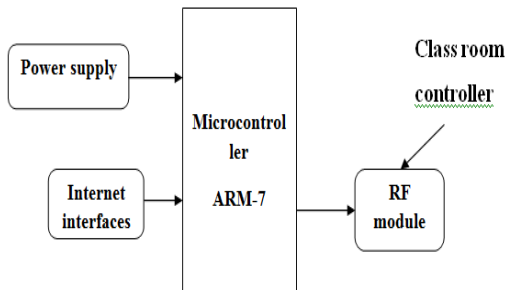 Power supply
Internet
interfaces
Microcontrol
ler
ARM-7
Class room
controller
RF
module